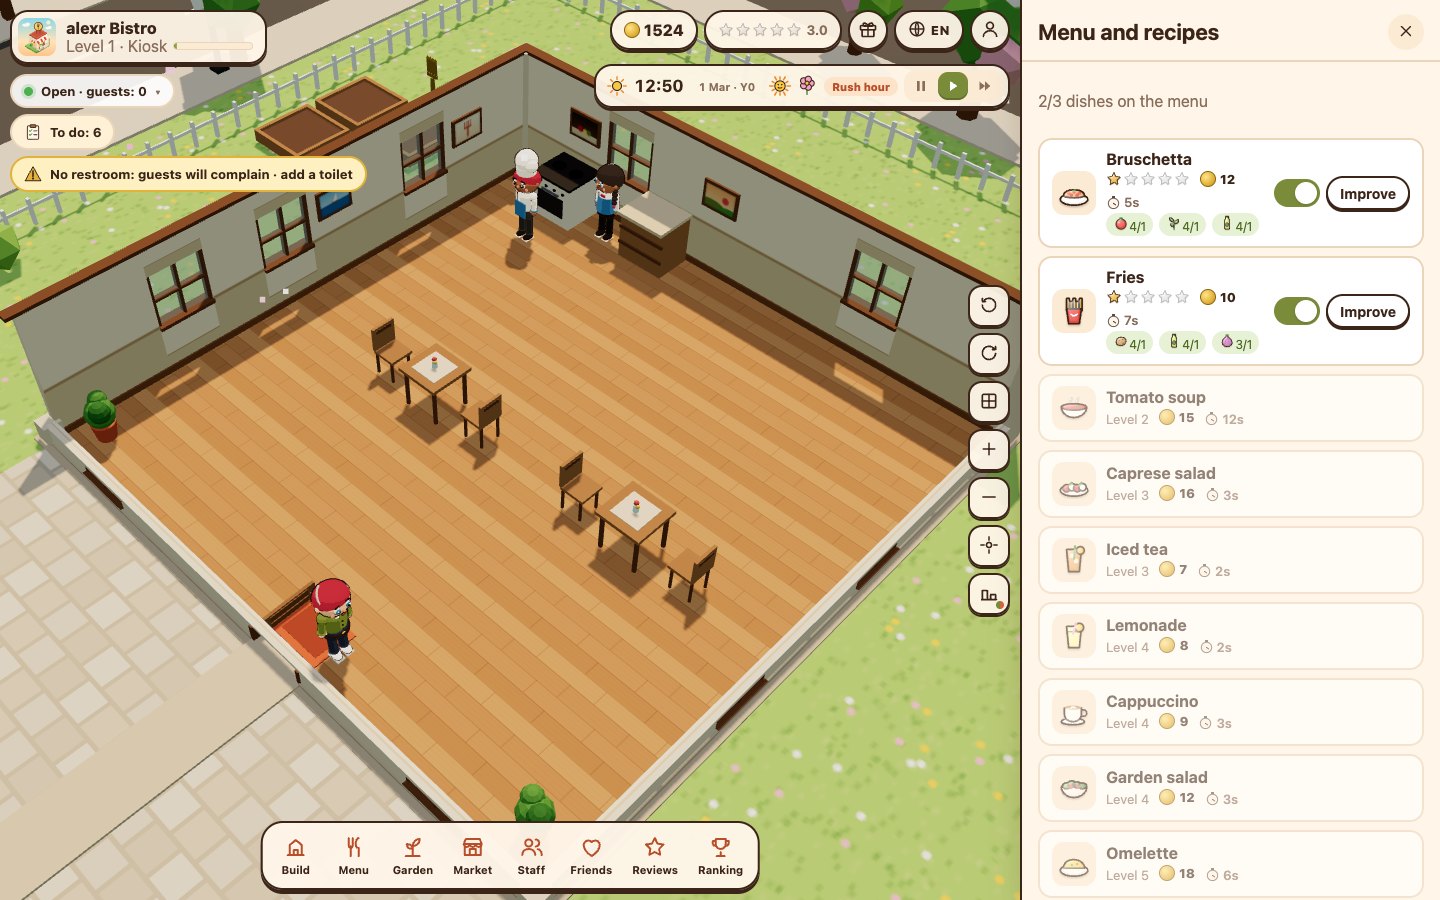 alexr Bistro
Level 1 · Kiosk
Open · guests: 0
To do: 6
No restroom: guests will complain · add a toilet
1524
3.0
EN
12:50
1 Mar · Y0
Rush hour
Build
Menu
Garden
Market
Staff
Friends
Reviews
Ranking
Menu and recipes
2/3 dishes on the menu
Bruschetta
12
5s
4/1 4/1 4/1
Improve
Fries
10
7s
4/1 4/1 3/1
Improve
Tomato soup
Level 2 15 12s
Caprese salad
Level 3 16 3s
Iced tea
Level 3 7 2s
Lemonade
Level 4 8 2s
Cappuccino
Level 4 9 3s
Garden salad
Level 4 12 3s
Omelette
Level 5 18 6s